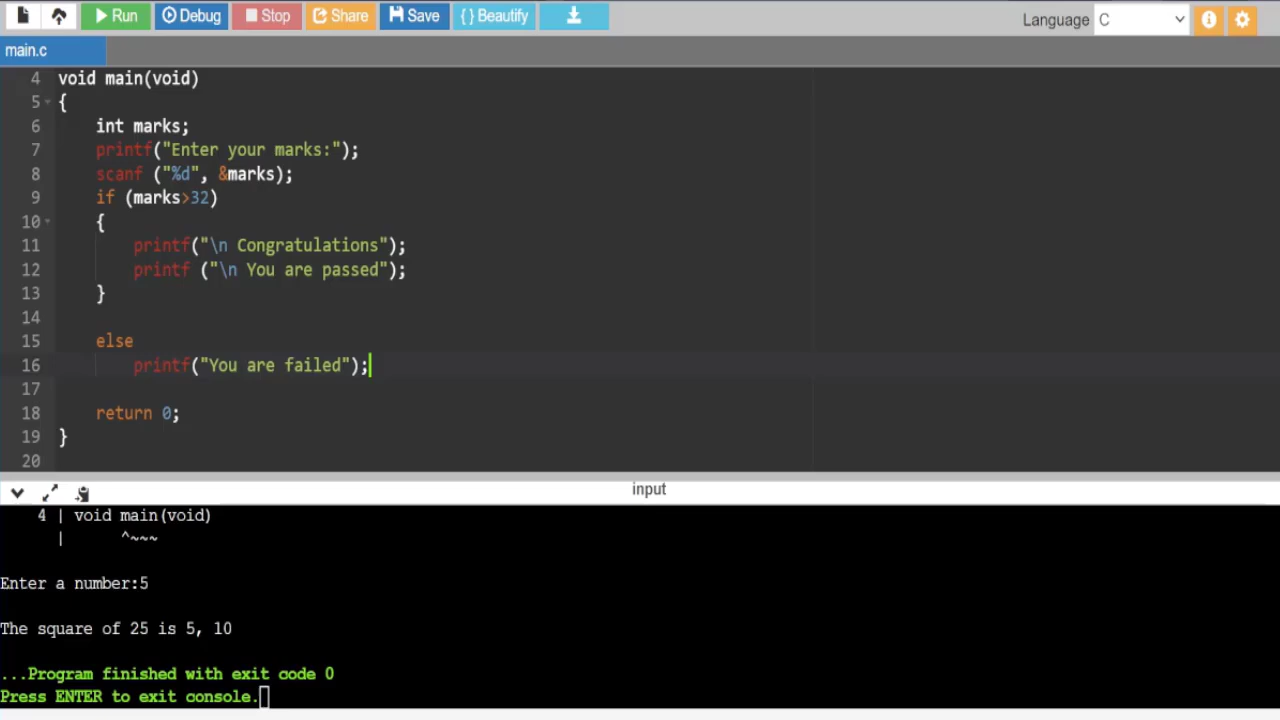 Run Debug Stop Share Save { } Beautify Language C
main.c
4 void main(void)
5 {
6 int marks;
7 printf("Enter your marks:");
8 scanf ("%d", &marks);
9 if (marks>32)
10 {
11 printf("\n Congratulations");
12 printf ("\n You are passed");
13 }
14
15 else
16 printf("You are failed");
17
18 return 0;
19 }
20
input
4 | void main(void)
| ^~~~
Enter a number:5
The square of 25 is 5, 10
...Program finished with exit code 0
Press ENTER to exit console.